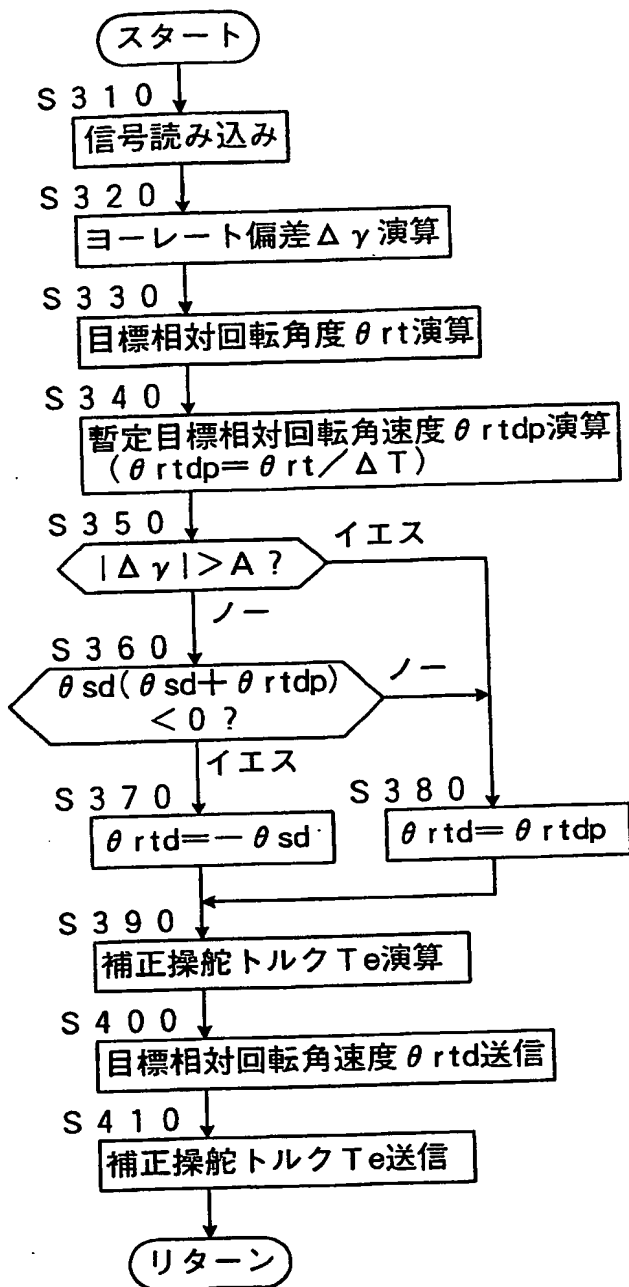 スタート
S310
信号読み込み
S320
ヨーレート偏差Δγ演算
S330
目標相対回転角度θrt演算
S340
暫定目標相対回転角速度θrtdp演算
(θrtdp=θrt/ΔT)
S350
イエス
|Δγ|>A?
ノー
S360
ノー
θsd(θsd+θrtdp)
<0?
イエス
S370
S380
θrtd=-θsd
θrtd=θrtdp
S390
補正操舵トルクTe演算
S400
目標相対回転角速度θrtd送信
S410
補正操舵トルクTe送信
リターン